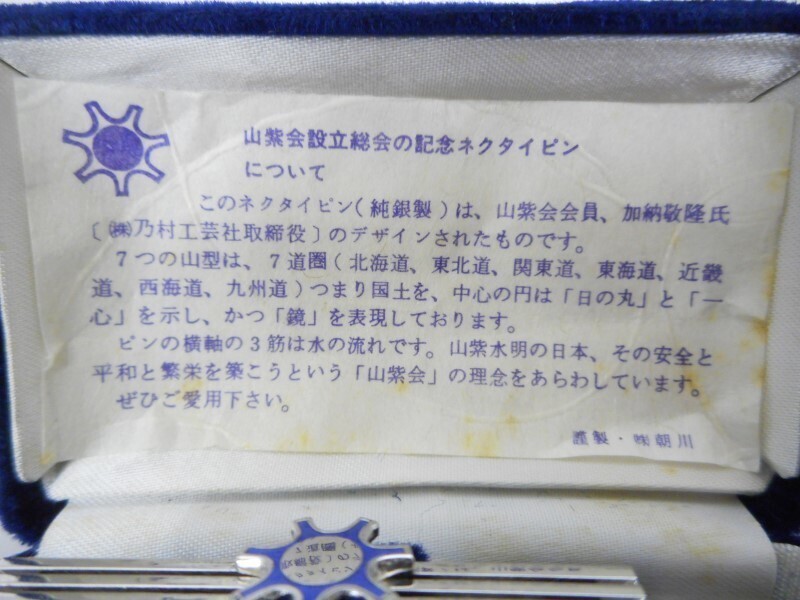 山紫会設立総会の記念ネクタイピン
について
このネクタイピン(純銀製)は、山紫会会員、加納敬隆氏
〔㈱乃村工芸社取締役〕のデザインされたものです。
7つの山型は、7道圏(北海道、東北道、関東道、東海道、近畿
道、西海道、九州道)つまり国土を、中心の円は「日の丸」と「一
心」を示し、かつ「鏡」を表現しております。
ピンの横軸の3筋は水の流れです。山紫水明の日本、その安全と
平和と繁栄を築こうという「山紫会」の理念をあらわしています。
ぜひご愛用下さい。
謹製・㈱朝川